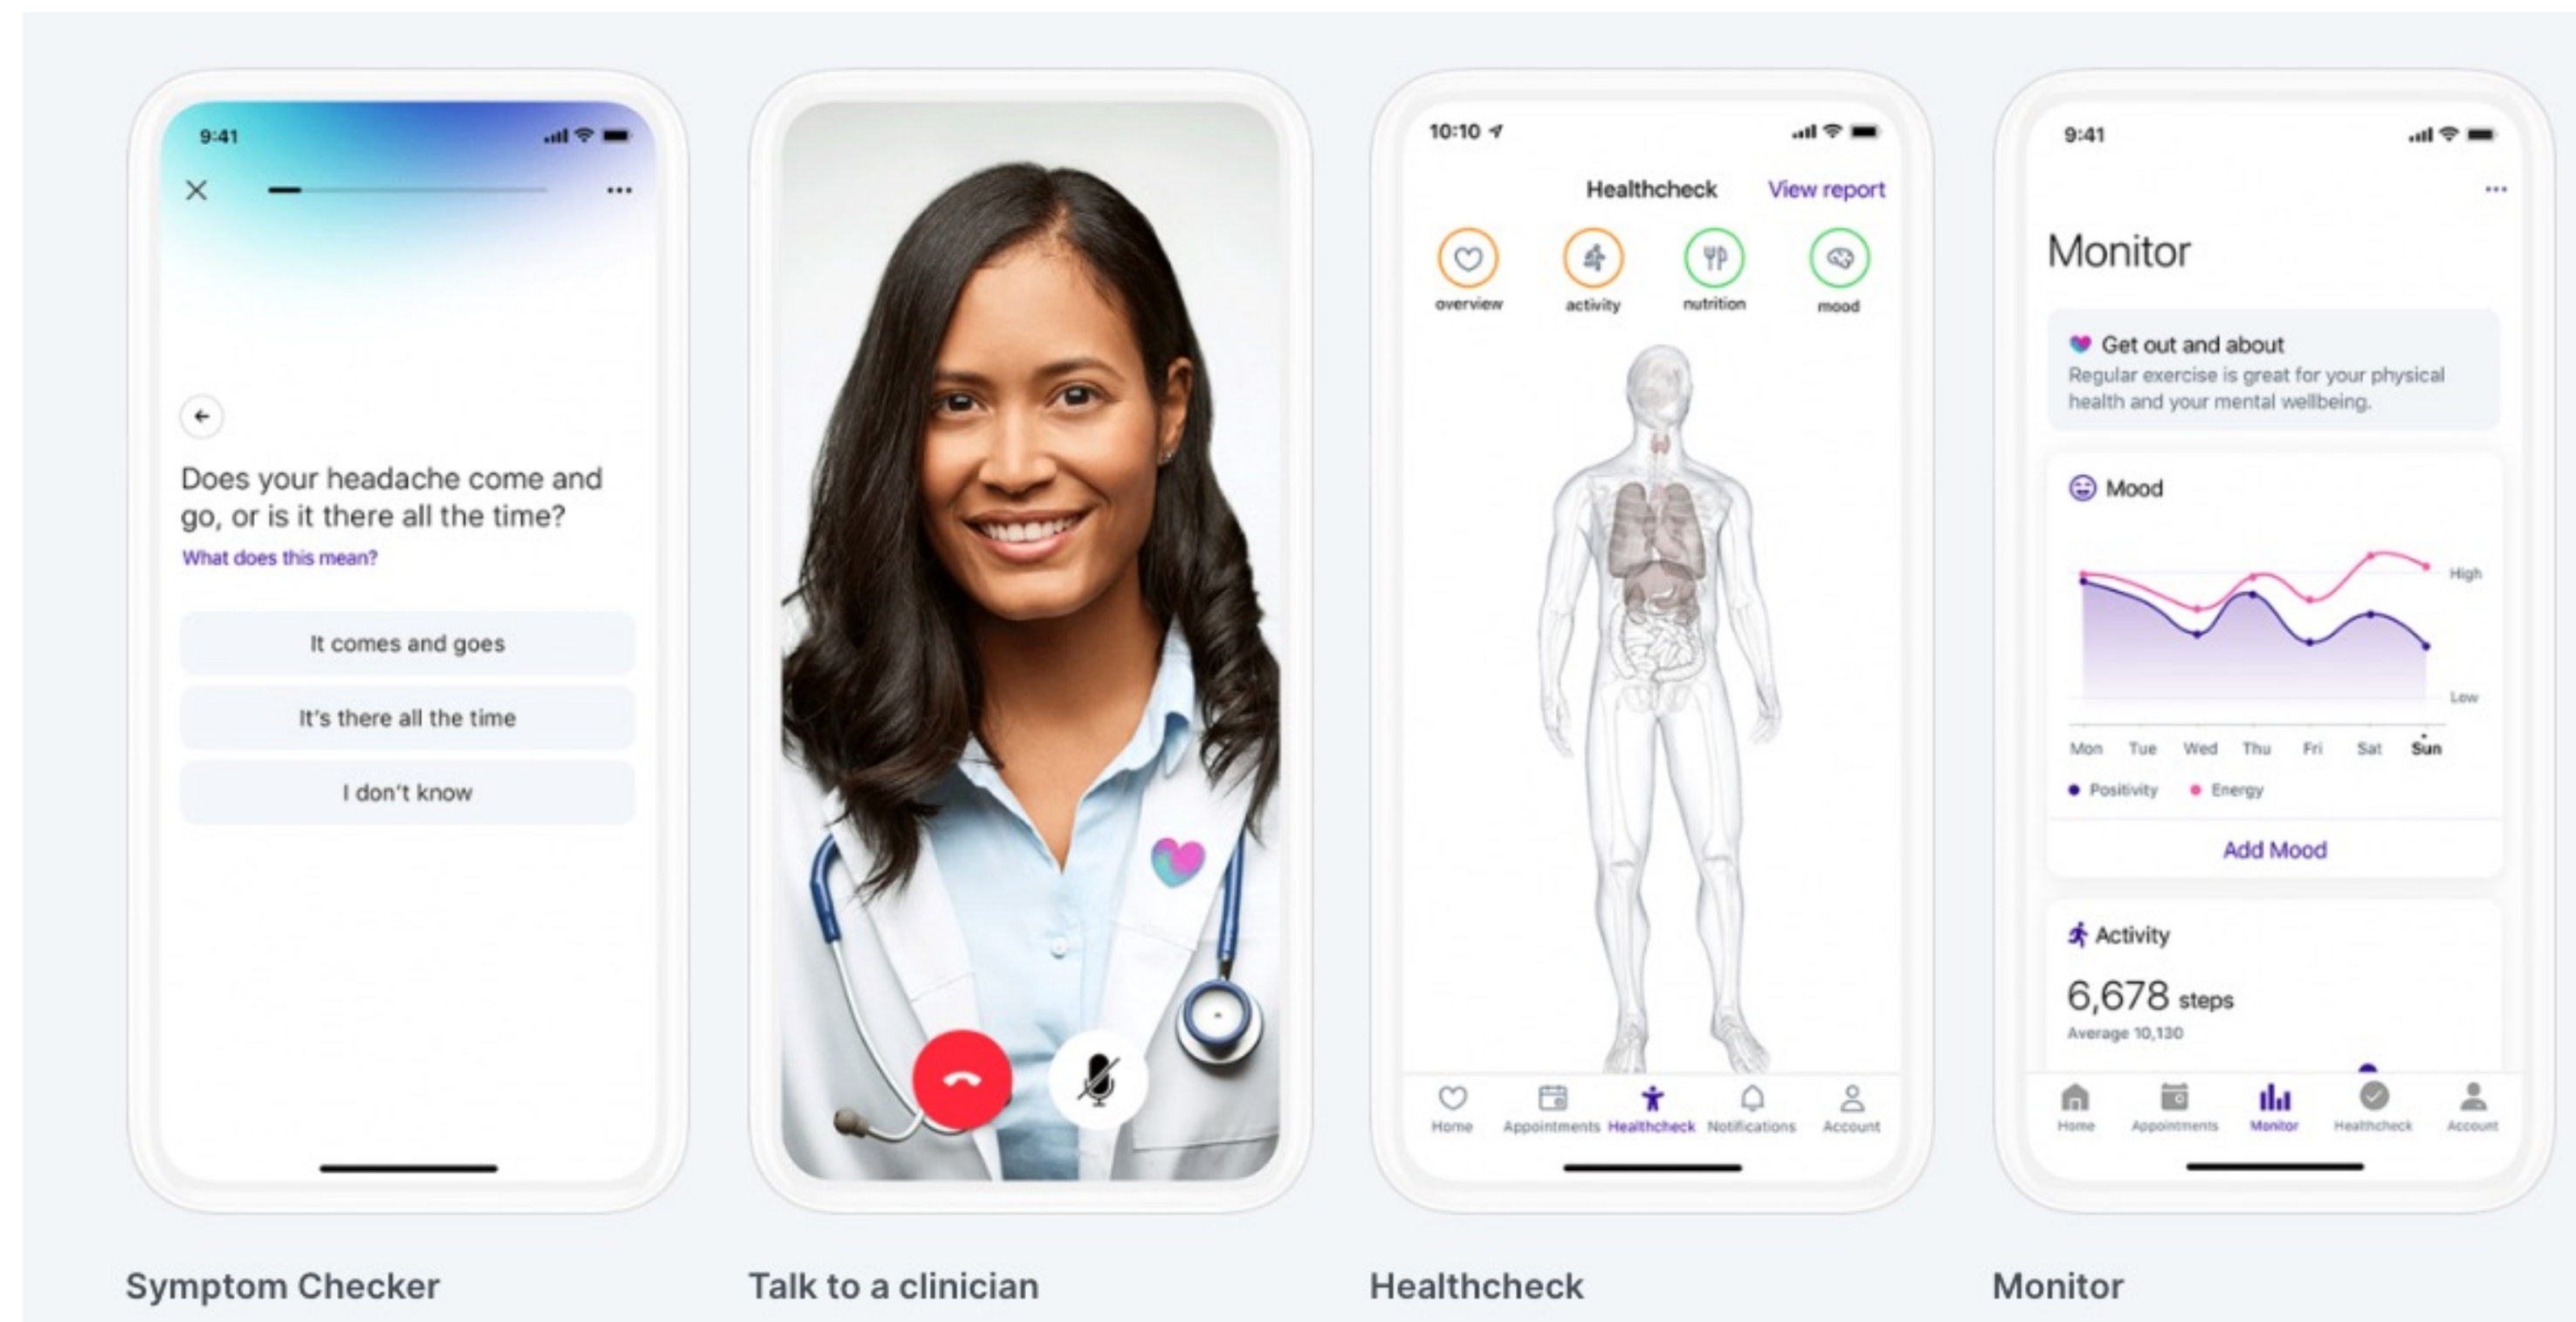 9:41
Does your headache come and
go, or is it there all the time?
What does this mean?
It comes and goes
It's there all the time
I don't know
Symptom Checker
Talk to a clinician
10:10
Healthcheck View report
overview activity nutrition mood
Home Appointments Healthcheck Notifications Account
Healthcheck
9:41
Monitor
Get out and about
Regular exercise is great for your physical
health and your mental wellbeing.
Mood
High
Low
Mon Tue Wed Thu Fri Sat Sun
Positivity Energy
Add Mood
Activity
6,678 steps
Average 10,130
Home Appointments Monitor Healthcheck Account
Monitor